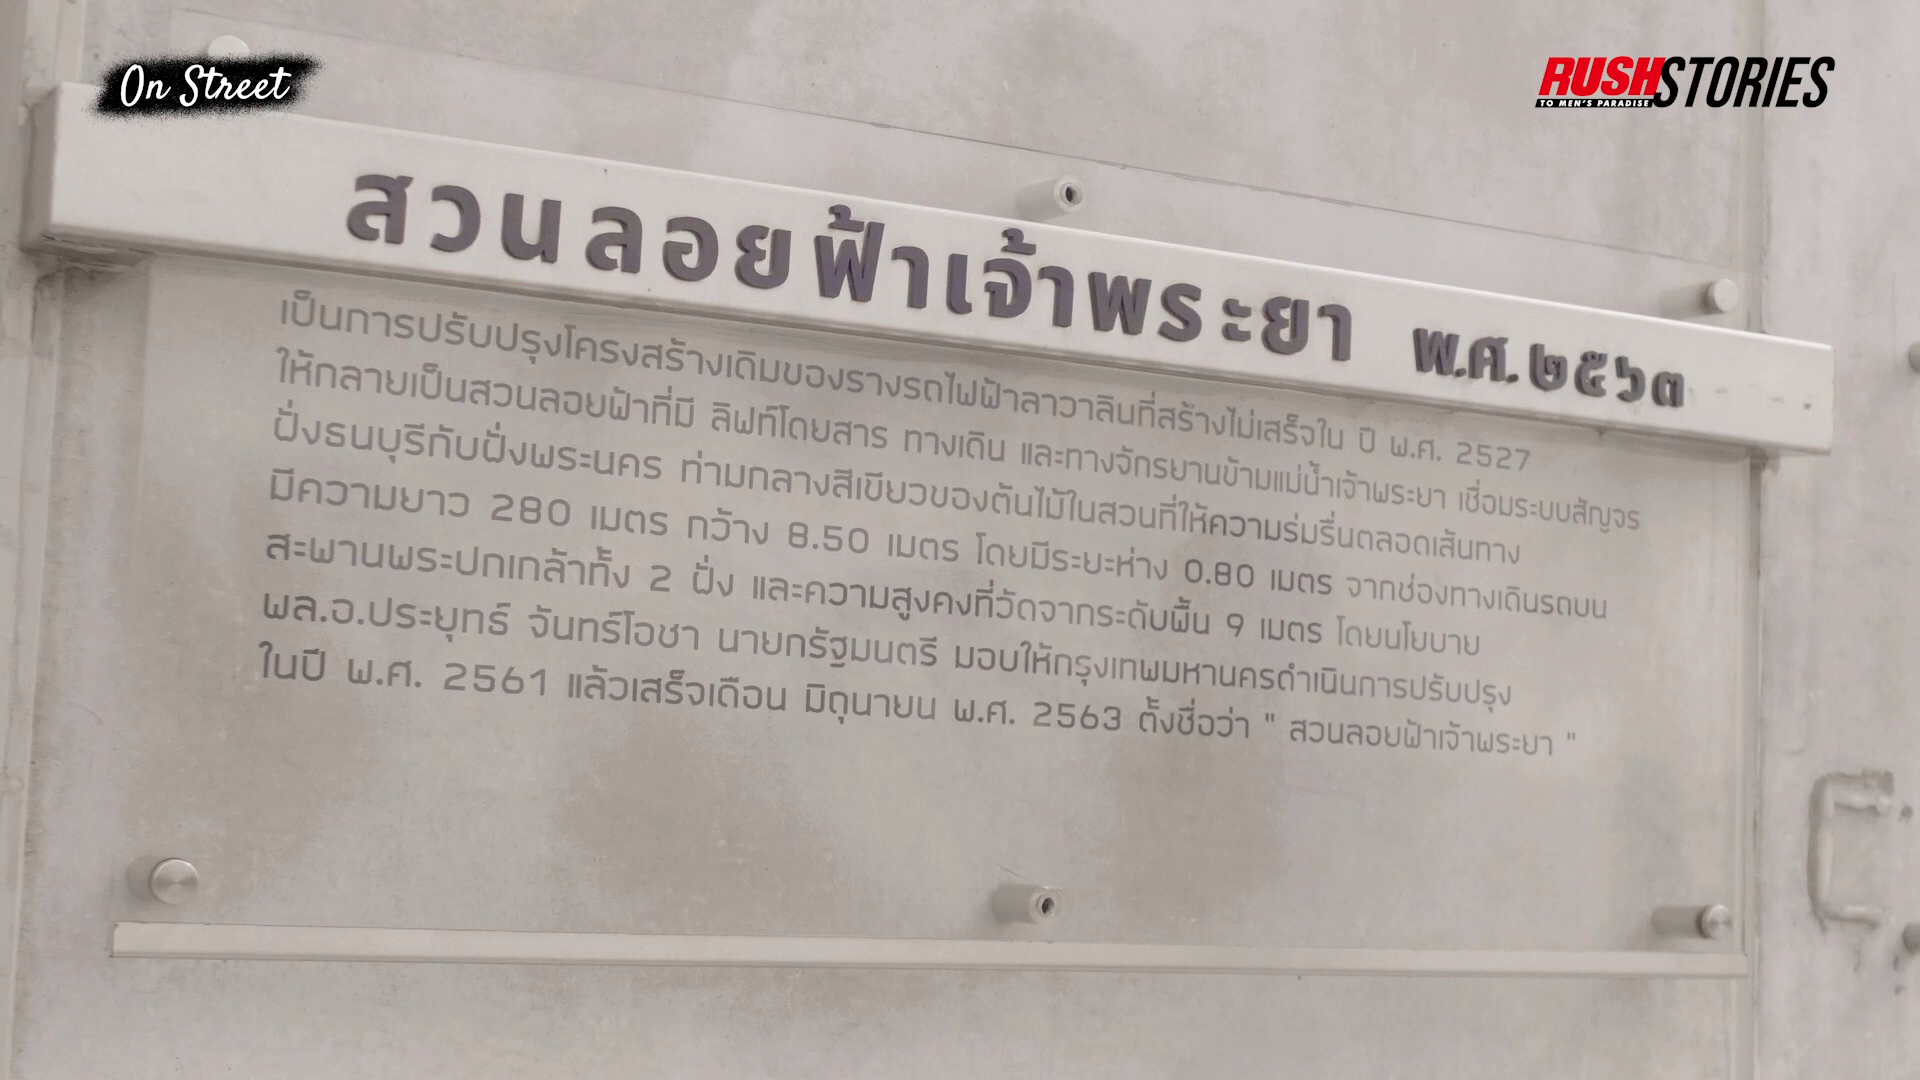 On Street
RUSH STORIES
TO MEN'S PARADISE
สวนลอยฟ้าเจ้าพระยา พ.ศ.๒๕๖๓
เป็นการปรับปรุงโครงสร้างเดิมของรางรถไฟฟ้าลาวาลินที่สร้างไม่เสร็จใน ปี พ.ศ. 2527
ให้กลายเป็นสวนลอยฟ้าที่มี ลิฟท์โดยสาร ทางเดิน และทางจักรยานข้ามแม่น้ำเจ้าพระยา เชื่อมระบบสัญจร
ฝั่งธนบุรีกับฝั่งพระนคร ท่ามกลางสีเขียวของต้นไม้ในสวนที่ให้ความร่มรื่นตลอดเส้นทาง
มีความยาว 280 เมตร กว้าง 8.50 เมตร โดยมีระยะห่าง 0.80 เมตร จากช่องทางเดินรถบน
สะพานพระปกเกล้าทั้ง 2 ฝั่ง และความสูงคงที่วัดจากระดับพื้น 9 เมตร โดยนโยบาย
พล.อ.ประยุทธ์ จันทร์โอชา นายกรัฐมนตรี มอบให้กรุงเทพมหานครดำเนินการปรับปรุง
ในปี พ.ศ. 2561 แล้วเสร็จเดือน มิถุนายน พ.ศ. 2563 ตั้งชื่อว่า " สวนลอยฟ้าเจ้าพระยา "